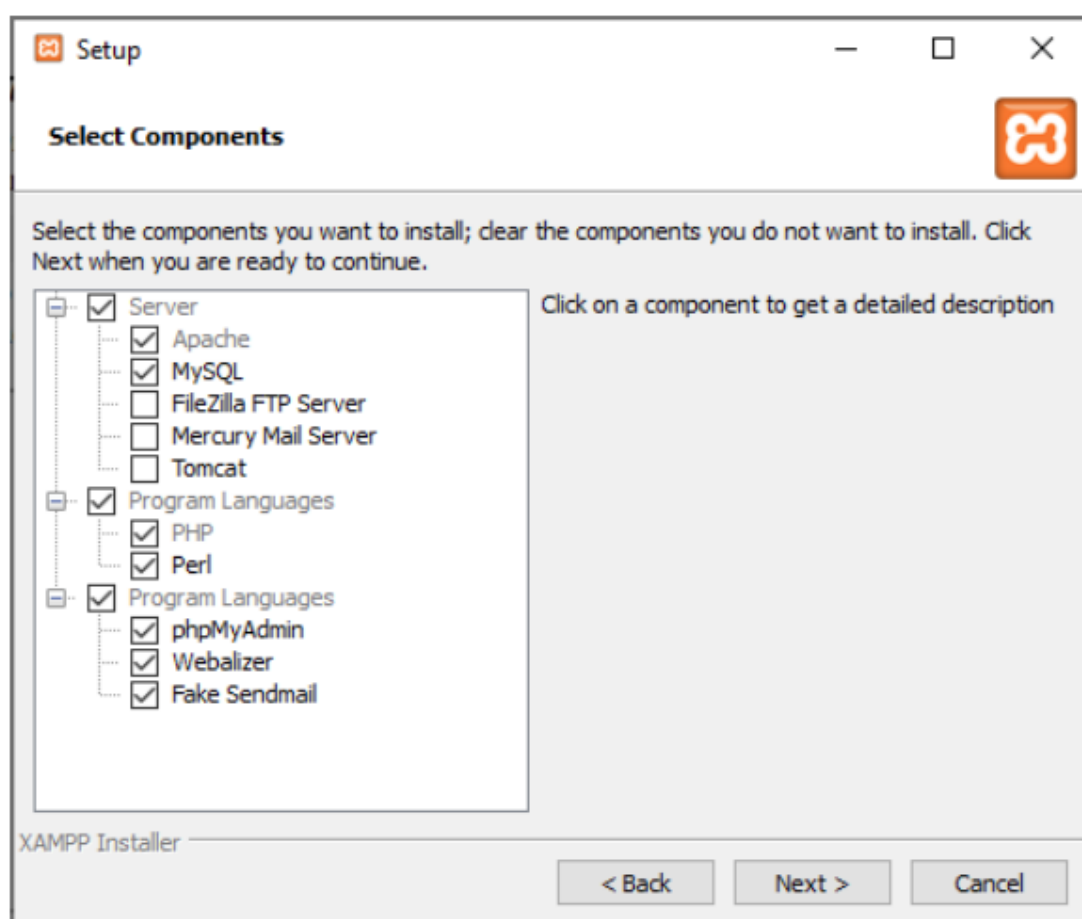 Setup
Select Components
Select the components you want to install; clear the components you do not want to install. Click
Next when you are ready to continue.
Server
Apache
MySQL
FileZilla FTP Server
Mercury Mail Server
Tomcat
Program Languages
PHP
Perl
Program Languages
phpMyAdmin
Webalizer
Fake Sendmail
Click on a component to get a detailed description
XAMPP Installer
< Back
Next >
Cancel